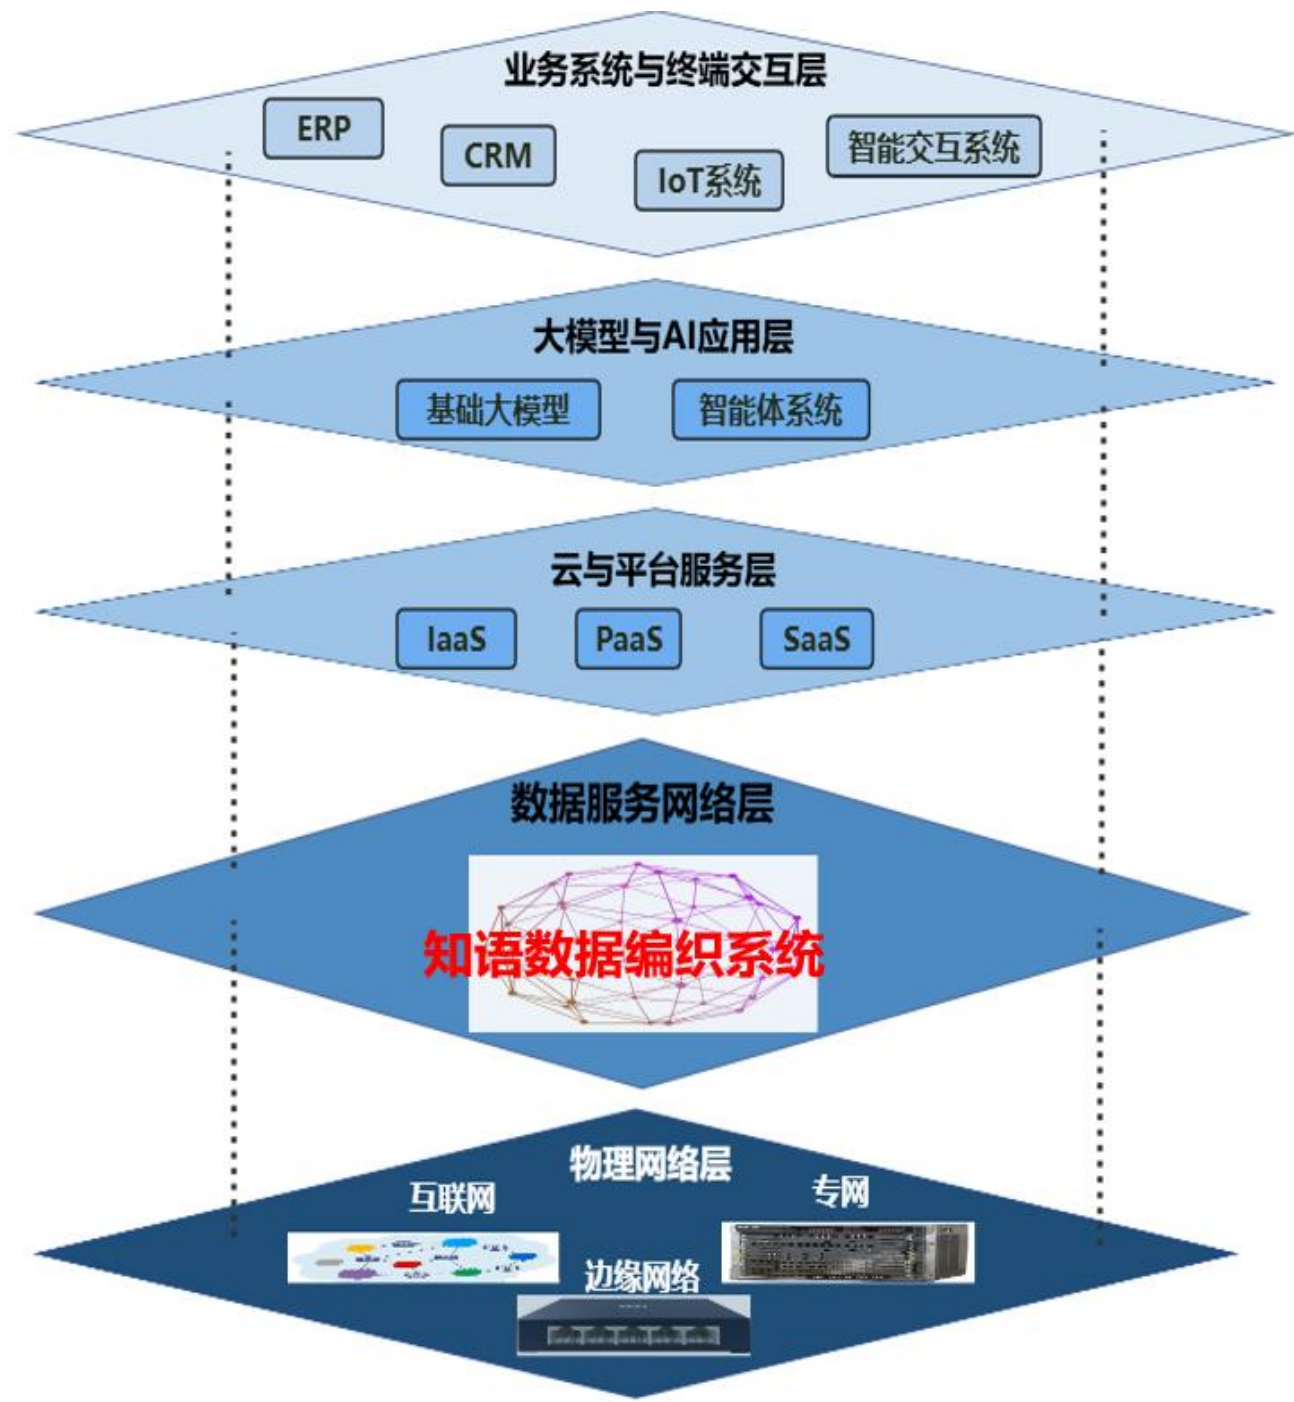 业务系统与终端交互层
ERP
CRM
IoT系统
智能交互系统
大模型与AI应用层
基础大模型
智能体系统
云与平台服务层
IaaS
PaaS
SaaS
数据服务网络层
知语数据编织系统
物理网络层
互联网
专网
边缘网络